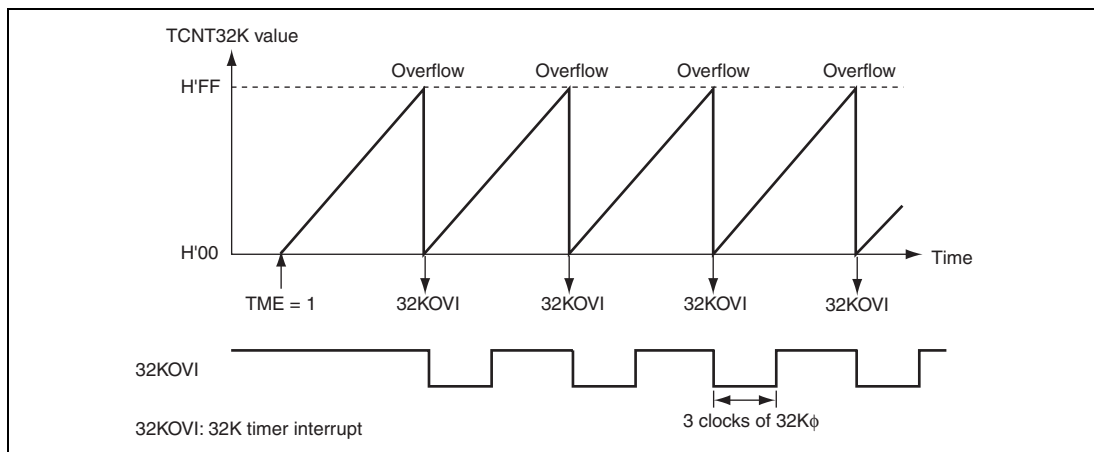 TCNT32K value
Overflow Overflow Overflow Overflow
H'FF
H'00
Time
TME = 1 32KOVI 32KOVI 32KOVI 32KOVI
32KOVI
3 clocks of 32Kϕ
32KOVI: 32K timer interrupt